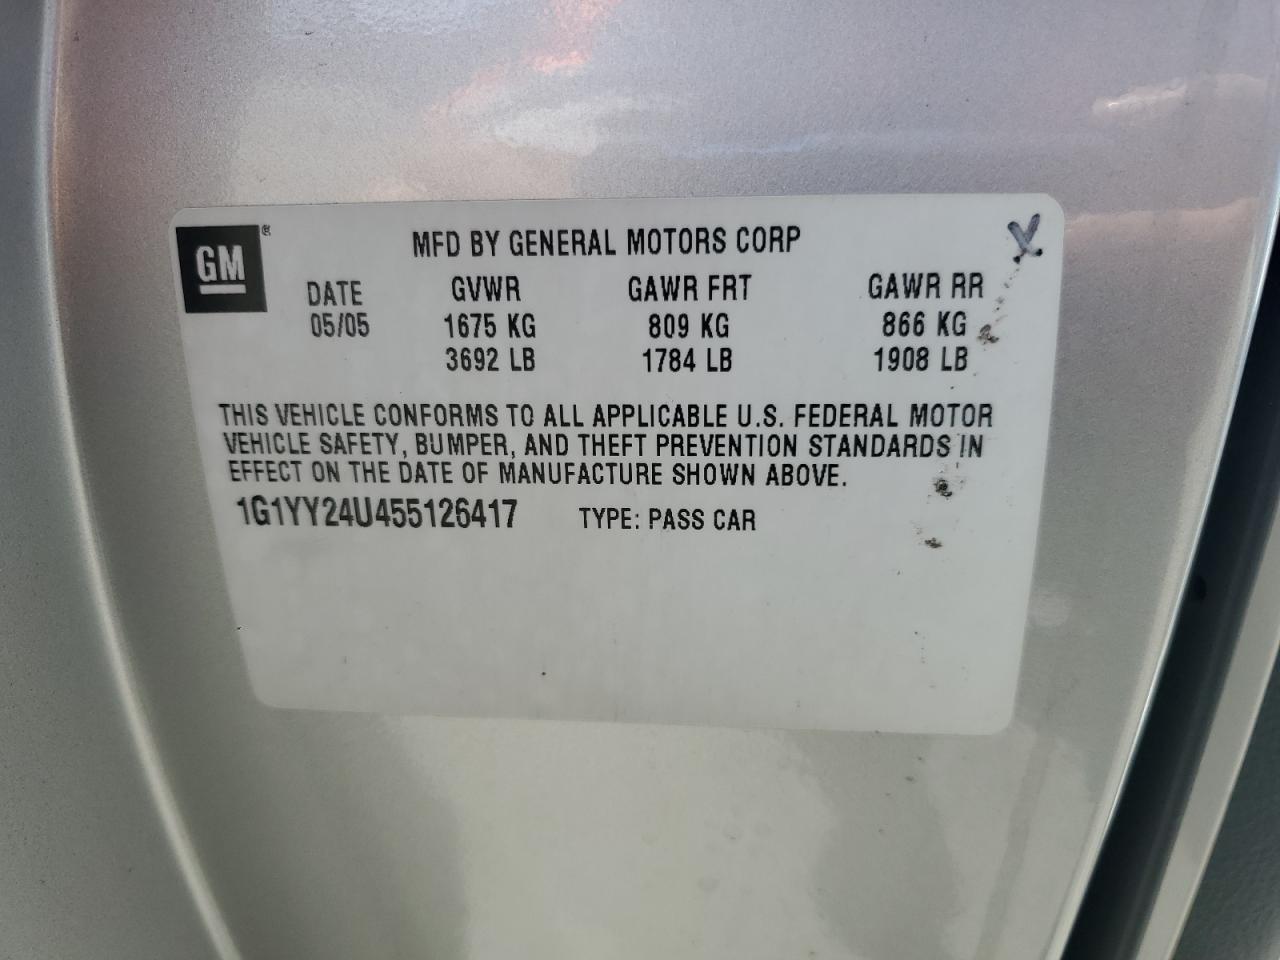 GM®
MFD BY GENERAL MOTORS CORP
DATE GVWR GAWR FRT GAWR RR
05/05 1675 KG 809 KG 866 KG
3692 LB 1784 LB 1908 LB
THIS VEHICLE CONFORMS TO ALL APPLICABLE U.S. FEDERAL MOTOR
VEHICLE SAFETY, BUMPER, AND THEFT PREVENTION STANDARDS IN
EFFECT ON THE DATE OF MANUFACTURE SHOWN ABOVE.
1G1YY24U455126417 TYPE: PASS CAR